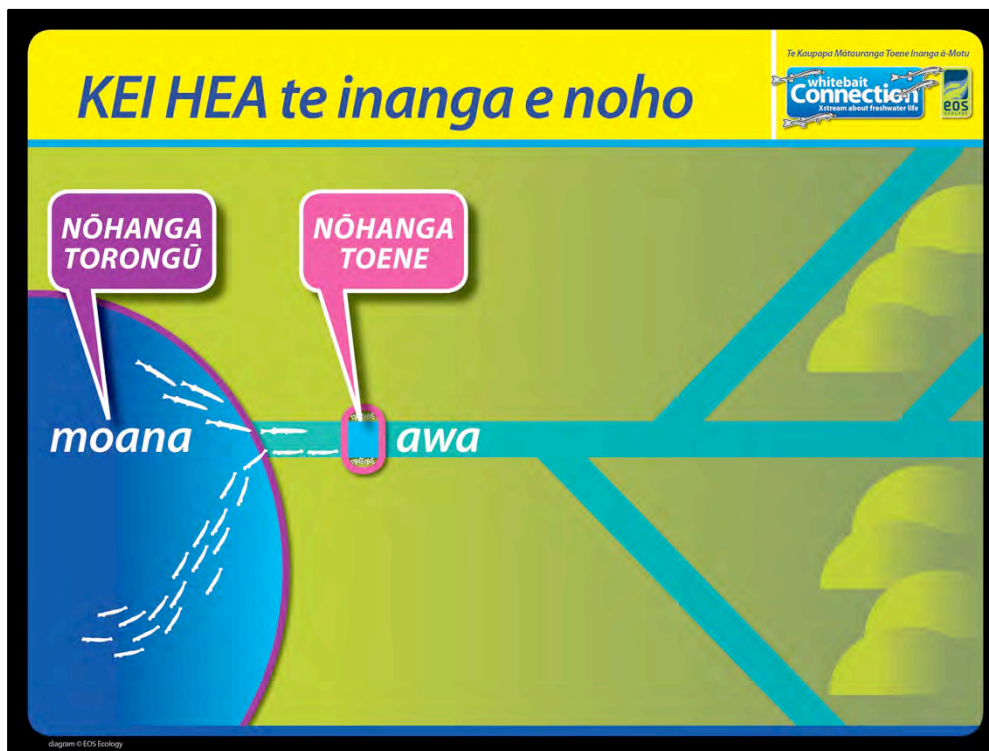 Te Kaupapa Mātauranga Toene Inanga ā-Motu
KEI HEA te inanga e noho
whitebait
Connection
Xstream about freshwater life
eos
ECOLOGY
NŌHANGA
TORONGŪ
NŌHANGA
TOENE
moana
awa
diagram © EOS Ecology